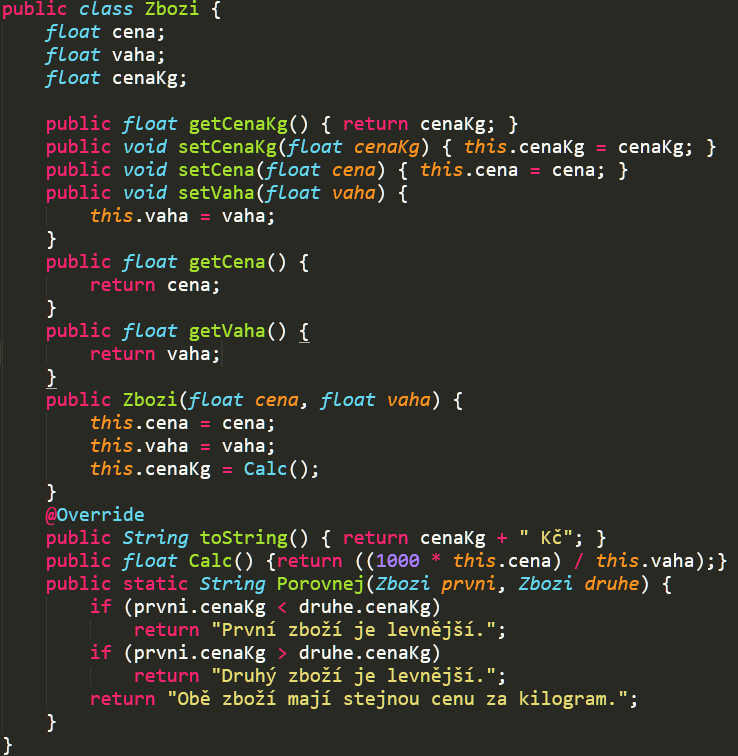 public class Zbozi {
    float cena;
    float vaha;
    float cenaKg;

    public float getCenaKg() { return cenaKg; }
    public void setCenaKg(float cenaKg) { this.cenaKg = cenaKg; }
    public void setCena(float cena) { this.cena = cena; }
    public void setVaha(float vaha) {
        this.vaha = vaha;
    }
    public float getCena() {
        return cena;
    }
    public float getVaha() {
        return vaha;
    }
    public Zbozi(float cena, float vaha) {
        this.cena = cena;
        this.vaha = vaha;
        this.cenaKg = Calc();
    }
    @Override
    public String toString() { return cenaKg + " Kč"; }
    public float Calc() {return ((1000 * this.cena) / this.vaha);}
    public static String Porovnej(Zbozi prvni, Zbozi druhe) {
        if (prvni.cenaKg < druhe.cenaKg)
            return "První zboží je levnější.";
        if (prvni.cenaKg > druhe.cenaKg)
            return "Druhý zboží je levnější.";
        return "Obě zboží mají stejnou cenu za kilogram.";
    }
}